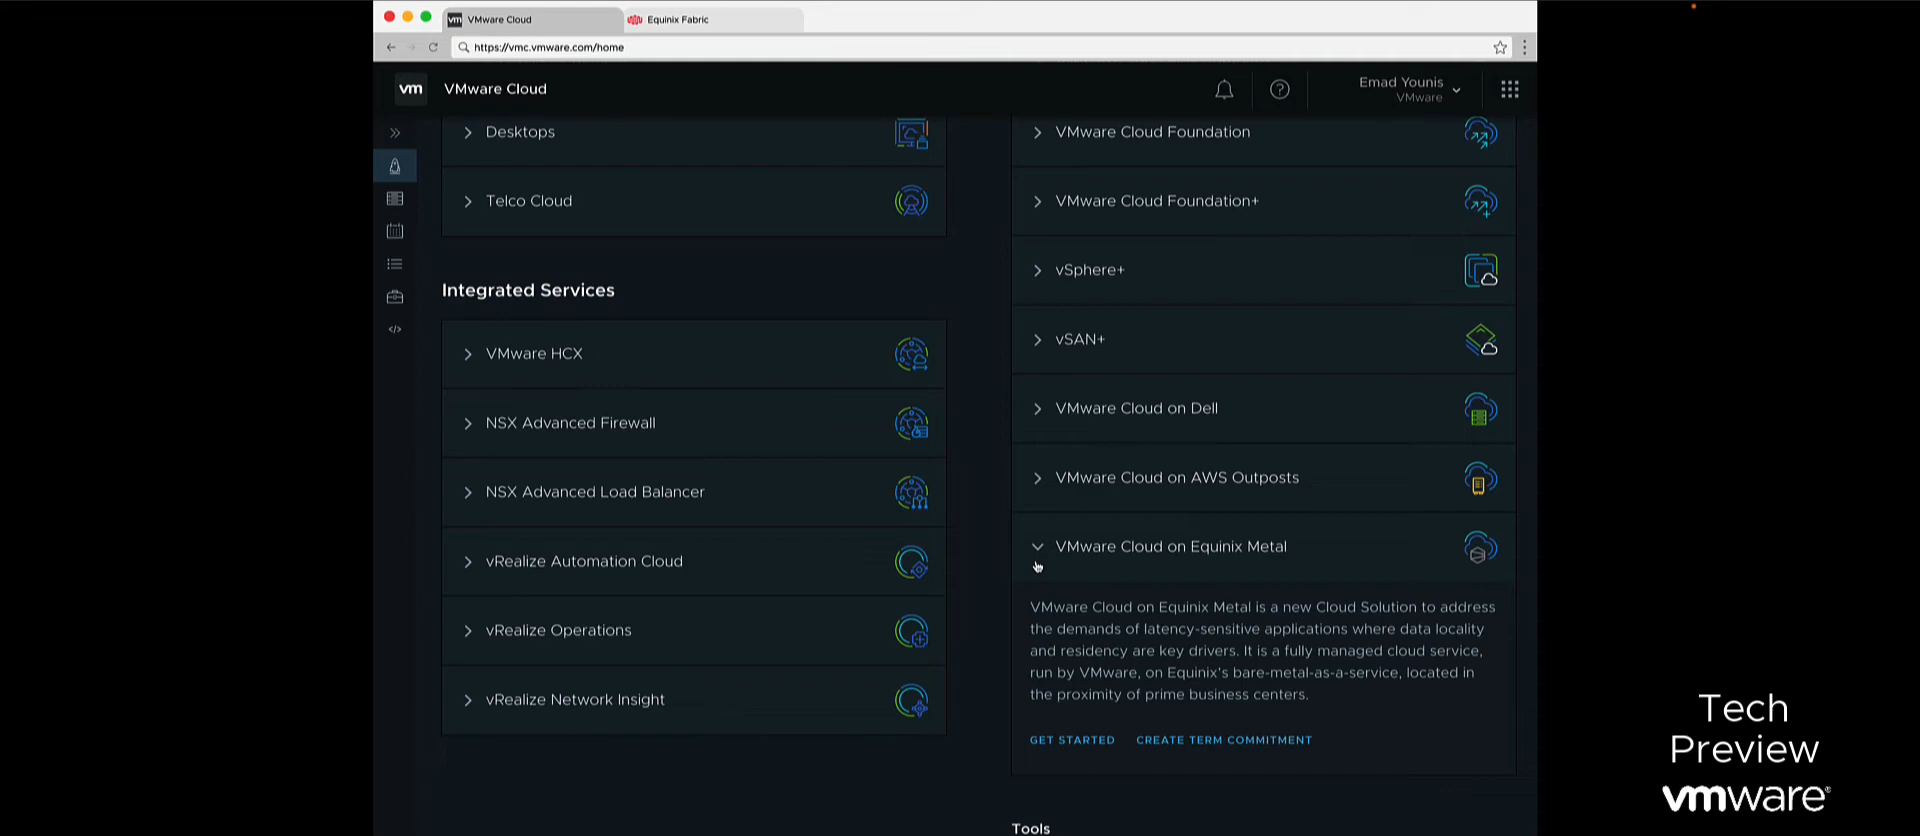 vm VMware Cloud
Equinix Fabric
https://vmc.vmware.com/home
vm VMware Cloud
Emad Younis
VMware
Desktops
Telco Cloud
Integrated Services
VMware HCX
NSX Advanced Firewall
NSX Advanced Load Balancer
vRealize Automation Cloud
vRealize Operations
vRealize Network Insight
VMware Cloud Foundation
VMware Cloud Foundation+
vSphere+
vSAN+
VMware Cloud on Dell
VMware Cloud on AWS Outposts
VMware Cloud on Equinix Metal
VMware Cloud on Equinix Metal is a new Cloud Solution to address
the demands of latency-sensitive applications where data locality
and residency are key drivers. It is a fully managed cloud service,
run by VMware, on Equinix's bare-metal-as-a-service, located in
the proximity of prime business centers.
GET STARTED CREATE TERM COMMITMENT
Tools
Tech
Preview
vmware®